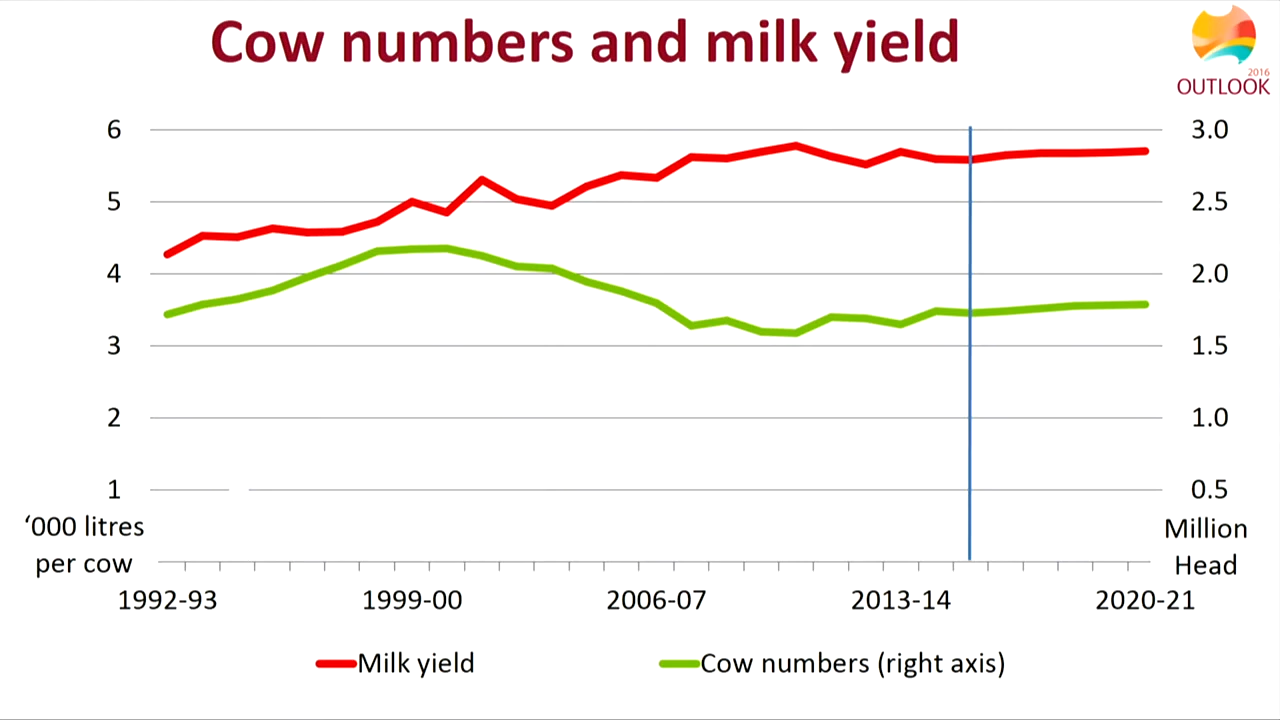 Cow numbers and milk yield
2016
OUTLOOK
6
3.0
5
2.5
4
2.0
3
1.5
2
1.0
1
0.5
‘000 litres
per cow
Million
Head
1992-93
1999-00
2006-07
2013-14
2020-21
Milk yield
Cow numbers (right axis)